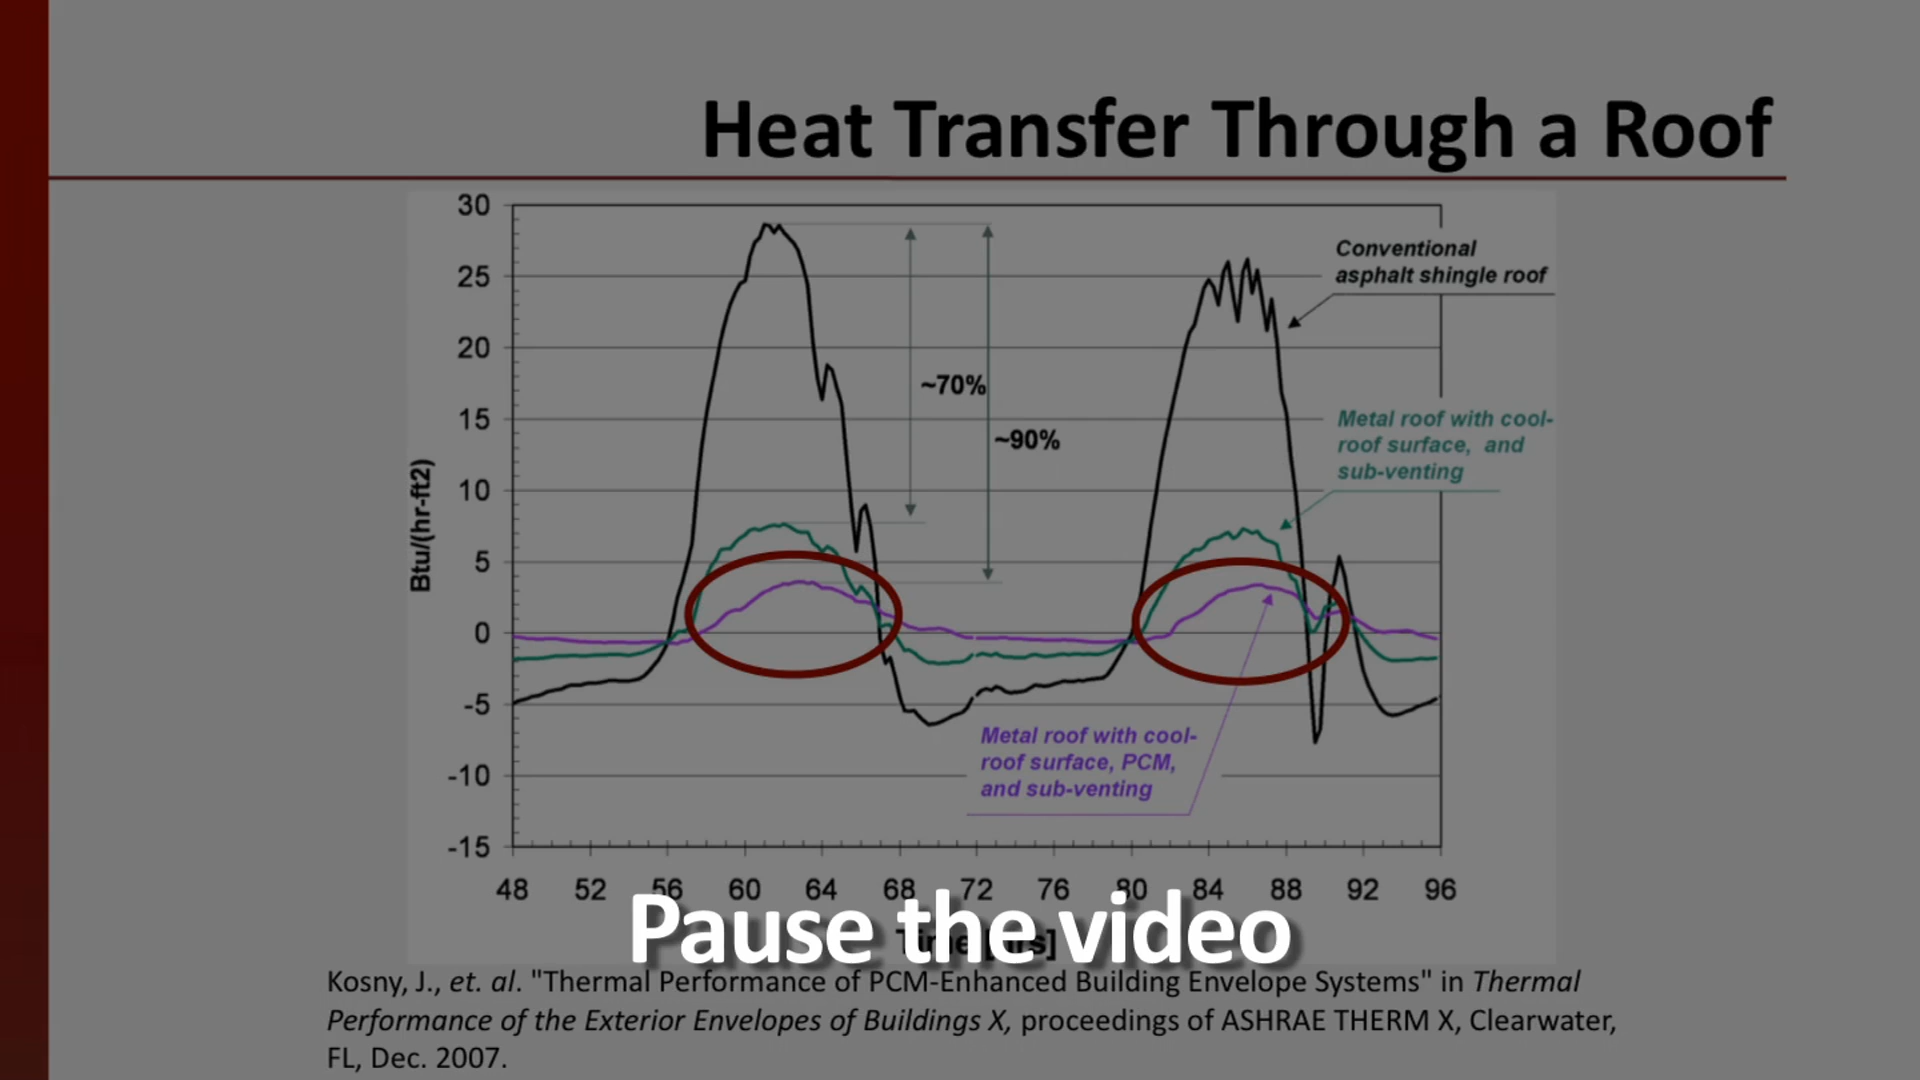 Heat Transfer Through a Roof
30
25
20
15
10
5
0
-5
-10
-15
Btu/(hr-ft2)
Conventional
asphalt shingle roof
~70%
~90%
Metal roof with cool-
roof surface, and
sub-venting
Metal roof with cool-
roof surface, PCM,
and sub-venting
48 52 56 60 64 68 72 76 80 84 88 92 96
Pause the video
Kosny, J., et. al. "Thermal Performance of PCM-Enhanced Building Envelope Systems" in Thermal
Performance of the Exterior Envelopes of Buildings X, proceedings of ASHRAE THERM X, Clearwater,
FL, Dec. 2007.